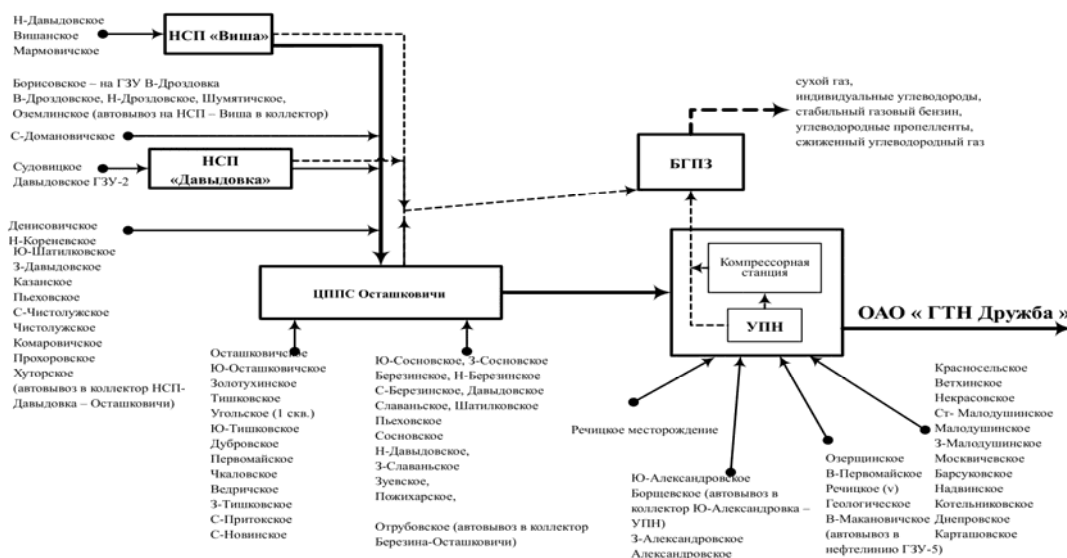 Н-Давыдовское
Вишанское
Мармовичское
НСП «Виша»
Борисовское – на ГЗУ В-Дроздовка
В-Дроздовское, Н-Дроздовское, Шумятичское,
Оземлинское (автовывоз на НСП – Виша в коллектор)
С-Домановичское
Судовицкое
Давыдовское ГЗУ-2
НСП
«Давыдовка»
Денисовичское
Н-Кореневское
Ю-Шатилковское
З-Давыдовское
Казанское
Пьеховское
С-Чистолужское
Чистолужское
Комаровичское
Прохоровское
Хуторское
(автовывоз в коллектор НСП-
Давыдовка – Осташковичи)
ЦППС Осташковичи
Осташковичское
Ю-Осташковичское
Золотухинское
Тишковское
Угольское (1 скв.)
Ю-Тишковское
Дубровское
Первомайское
Чкаловское
Ведричское
З-Тишковское
С-Притокское
С-Новинское
Ю-Сосновское, З-Сосновское
Березинское, Н-Березинское
С-Березинское, Давыдовское
Славаньское, Шатилковское
Пьеховское
Сосновское
Н-Давыдовское,
З-Славаньское
Зуевское,
Пожихарское,
Отрубовское (автовывоз в коллектор
Березина-Осташковичи)
БГПЗ
сухой газ,
индивидуальные углеводороды,
стабильный газовый бензин,
углеводородные пропелленты,
сжиженный углеводородный газ
Компрессорная
станция
УПН
ОАО « ГТН Дружба »
Речицкое месторождение
Ю-Александровское
Борщевское (автовывоз в
коллектор Ю-Александровка –
УПН)
З-Александровское
Александровское
Озерщинское
В-Первомайское
Речицкое (v)
Геологическое
В-Макановичское
(автовывоз в
нефтелинию ГЗУ-5)
Красносельское
Ветхинское
Некрасовское
Ст- Малодушинское
Малодушинское
З-Малодушинское
Москвичевское
Барсуковское
Надвинское
Котельниковское
Днепровское
Карташовское